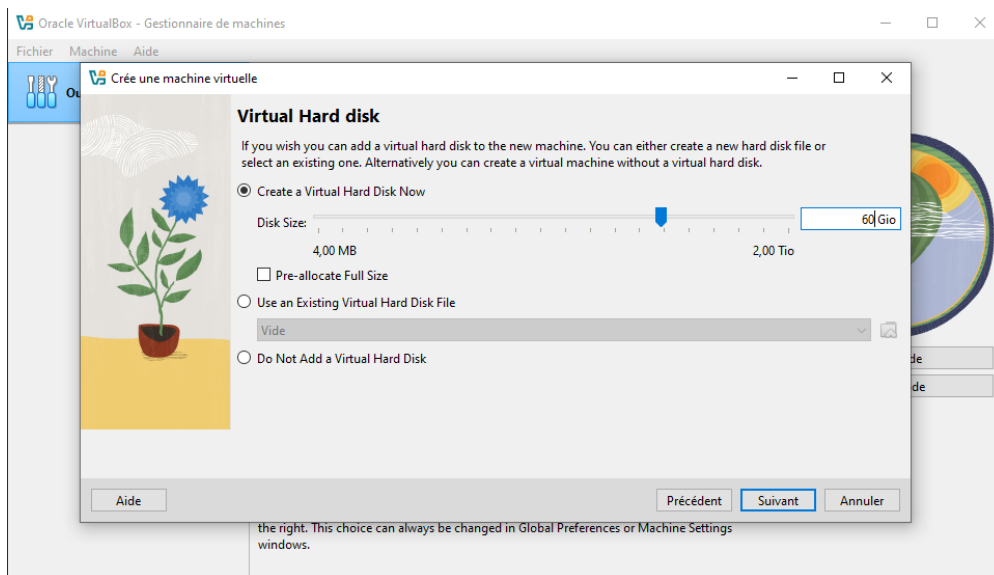 Oracle VirtualBox - Gestionnaire de machines
Fichier Machine Aide
Crée une machine virtuelle
Virtual Hard disk
If you wish you can add a virtual hard disk to the new machine. You can either create a new hard disk file or
select an existing one. Alternatively you can create a virtual machine without a virtual hard disk.
Create a Virtual Hard Disk Now
Disk Size: 60 Gio
4,00 MB 2,00 Tio
Pre-allocate Full Size
Use an Existing Virtual Hard Disk File
Vide
Do Not Add a Virtual Hard Disk
Aide Précédent Suivant Annuler
the right. This choice can always be changed in Global Preferences or Machine Settings
windows.